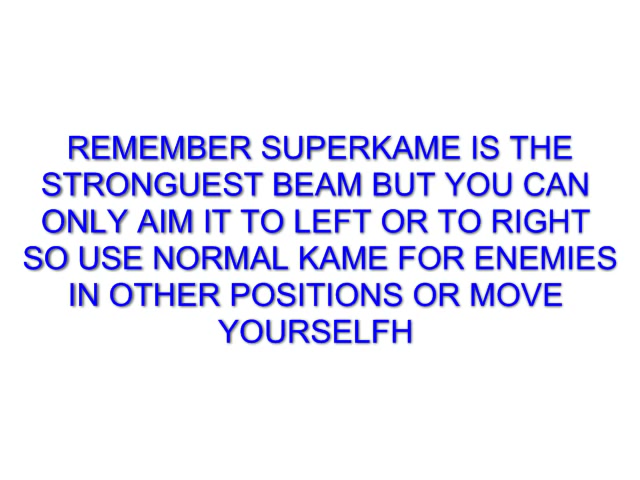 REMEMBER SUPERKAME IS THE
STRONGUEST BEAM BUT YOU CAN
ONLY AIM IT TO LEFT OR TO RIGHT
SO USE NORMAL KAME FOR ENEMIES
IN OTHER POSITIONS OR MOVE
YOURSELFH